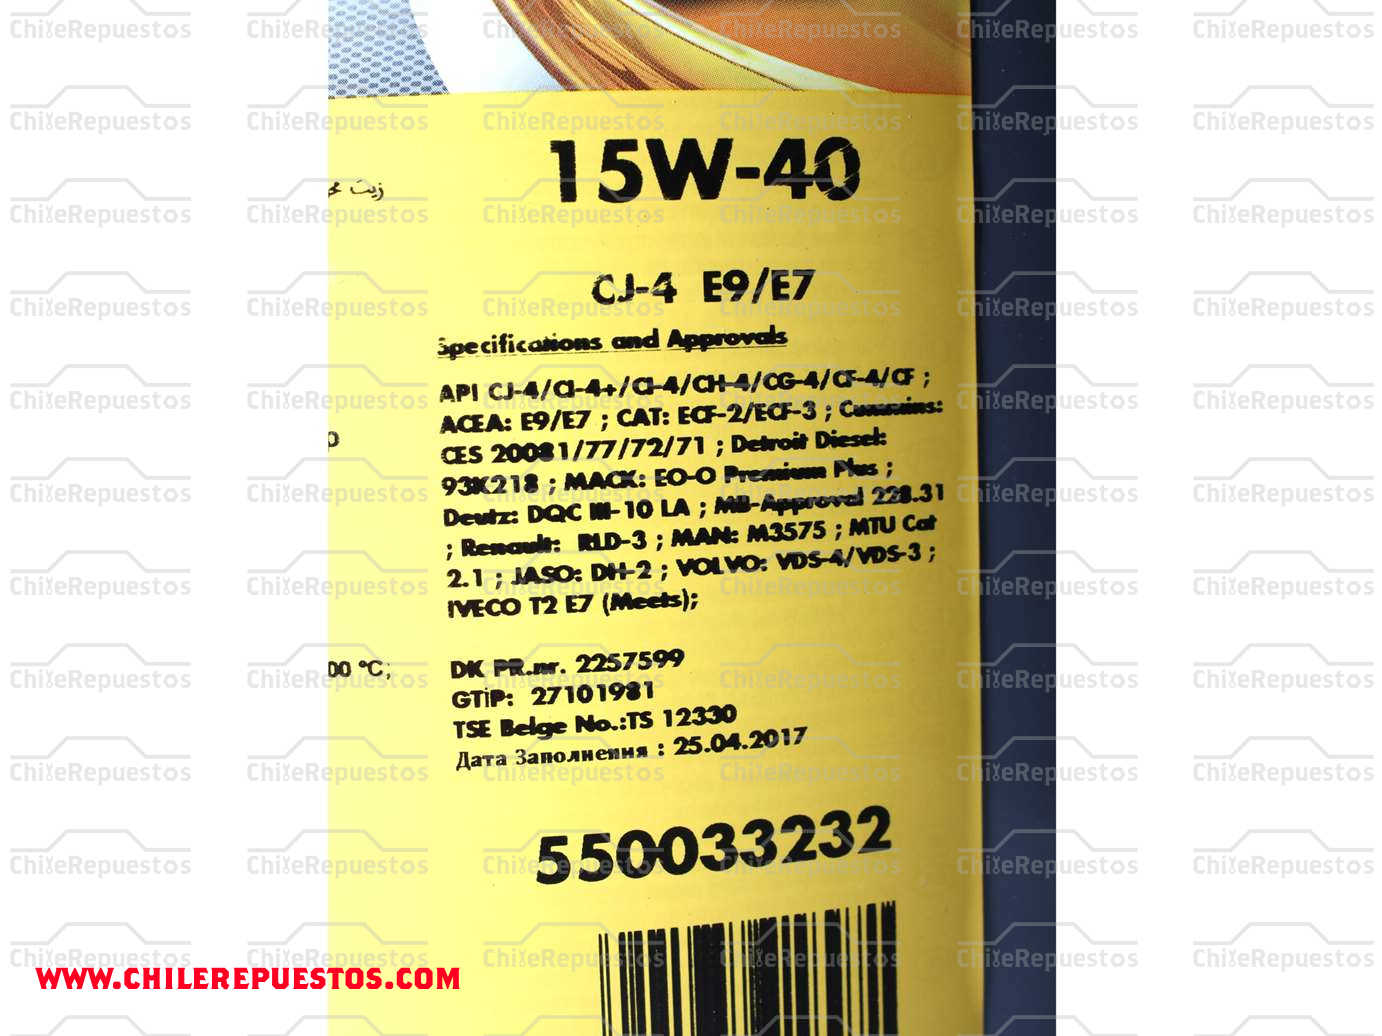 15W-40
زيت
CJ-4 E9/E7
Specifications and Approvals
API CJ-4/CI-4+/CI-4/CH-4/CG-4/CF-4/CF ;
ACEA: E9/E7 ; CAT: ECF-2/ECF-3 ; Cummins:
CES 20081/77/72/71 ; Detroit Diesel:
93K218 ; MACK: EO-O Premium Plus ;
Deutz: DQC III-10 LA ; MB-Approval 228.31
; Renault: RLD-3 ; MAN: M3575 ; MTU Cat
2.1 ; JASO: DH-2 ; VOLVO: VDS-4/VDS-3 ;
IVECO T2 E7 (Meets);
00 °C;
DK PR.nr. 2257599
GTİP: 27101981
TSE Belge No.:TS 12330
Дата Заполнения : 25.04.2017
550033232
ChileRepuestos
WWW.CHILEREPUESTOS.COM